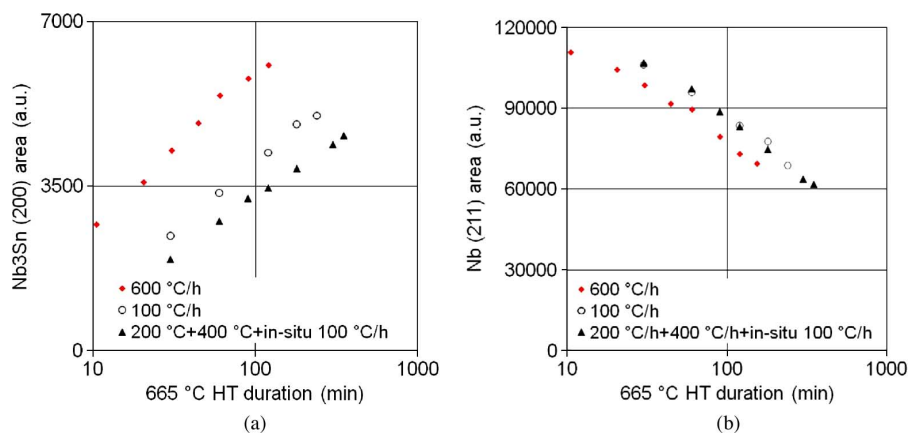 7000
3500
0
Nb3Sn (200) area (a.u.)
600 °C/h
100 °C/h
200 °C+400 °C+in-situ 100 °C/h
10
100
1000
665 °C HT duration (min)
(a)
120000
90000
60000
30000
0
Nb (211) area (a.u.)
600 °C/h
100 °C/h
200 °C/h+400 °C/h+in-situ 100 °C/h
10
100
1000
665 °C HT duration (min)
(b)